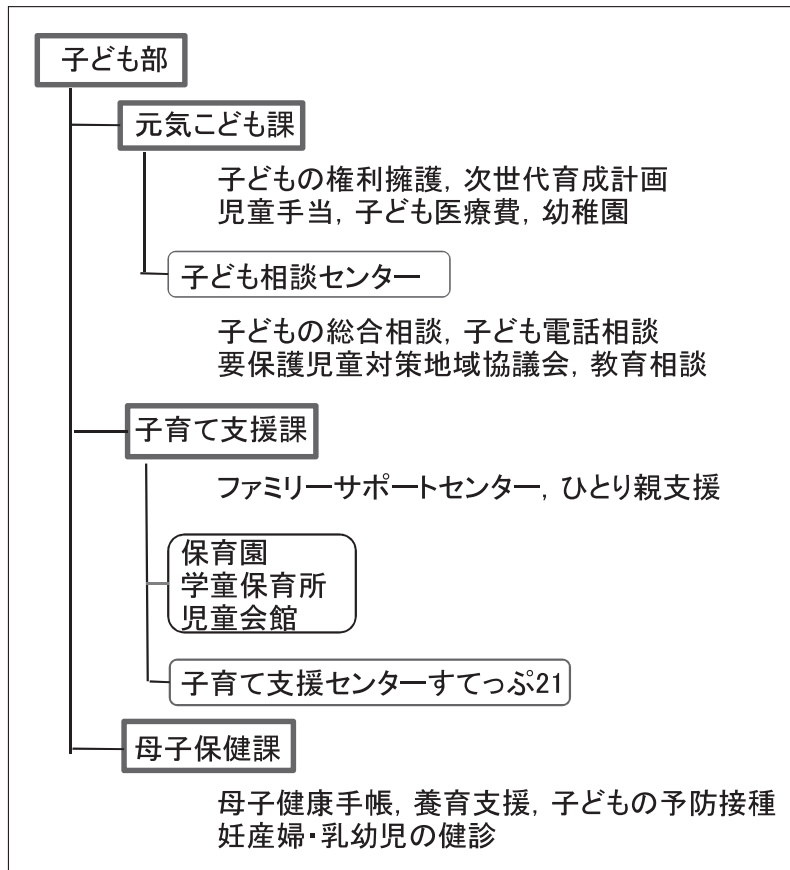 子ども部
元気こども課
子どもの権利擁護, 次世代育成計画
児童手当, 子ども医療費, 幼稚園
子ども相談センター
子どもの総合相談, 子ども電話相談
要保護児童対策地域協議会, 教育相談
子育て支援課
ファミリーサポートセンター, ひとり親支援
保育園
学童保育所
児童会館
子育て支援センターすてっぷ21
母子保健課
母子健康手帳, 養育支援, 子どもの予防接種
妊産婦・乳幼児の健診